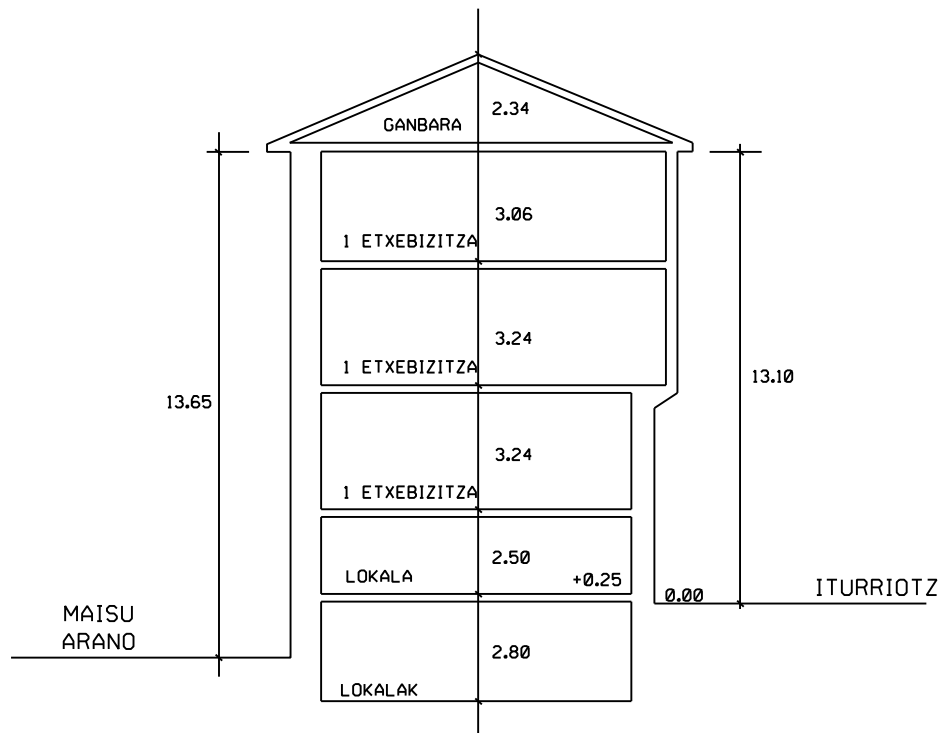 2.34
GANBARA
3.06
1 ETXEBIZITZA
3.24
1 ETXEBIZITZA
13.10
13.65
3.24
1 ETXEBIZITZA
2.50
LOKALA
+0.25
0.00
ITURRIOTZ
MAISU
ARANO
2.80
LOKALAK